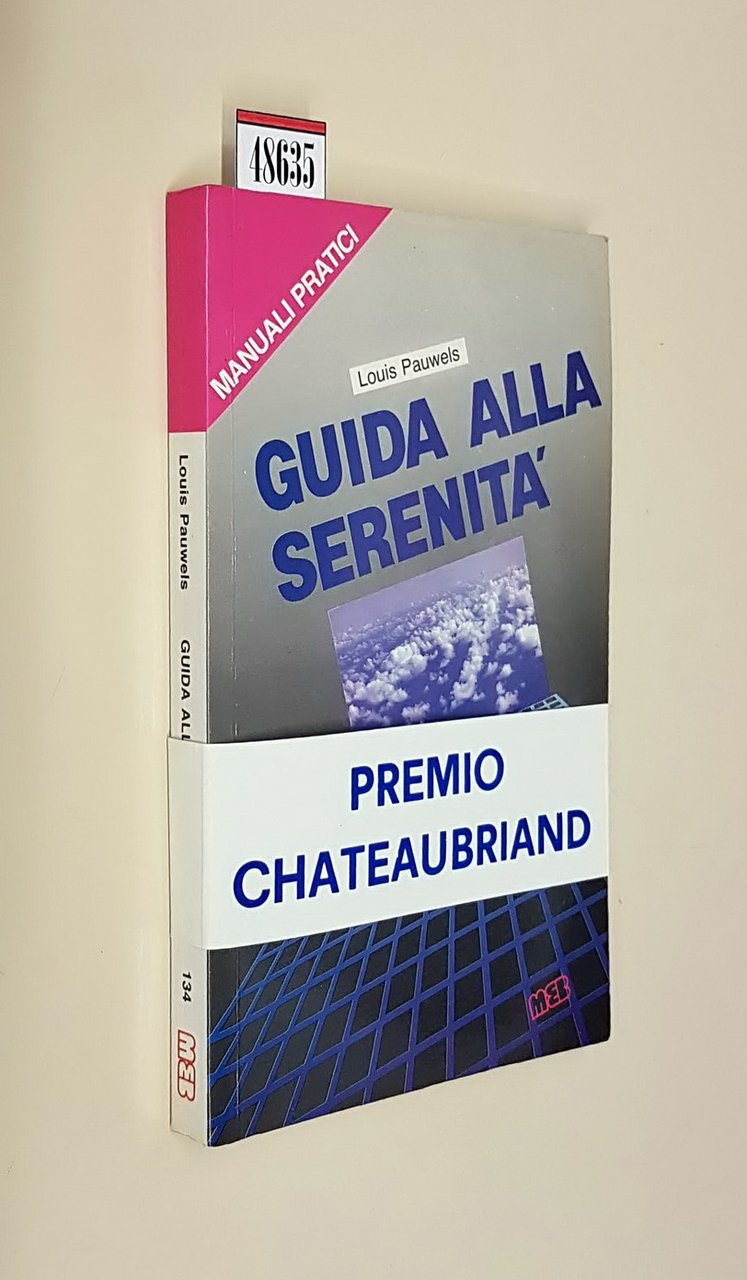 48635
MANUALI PRATICI
Louis Pauwels
GUIDA ALLA
SERENITA'
PREMIO
CHATEAUBRIAND
MEB
Louis Pauwels
GUIDA ALL
134
MEB